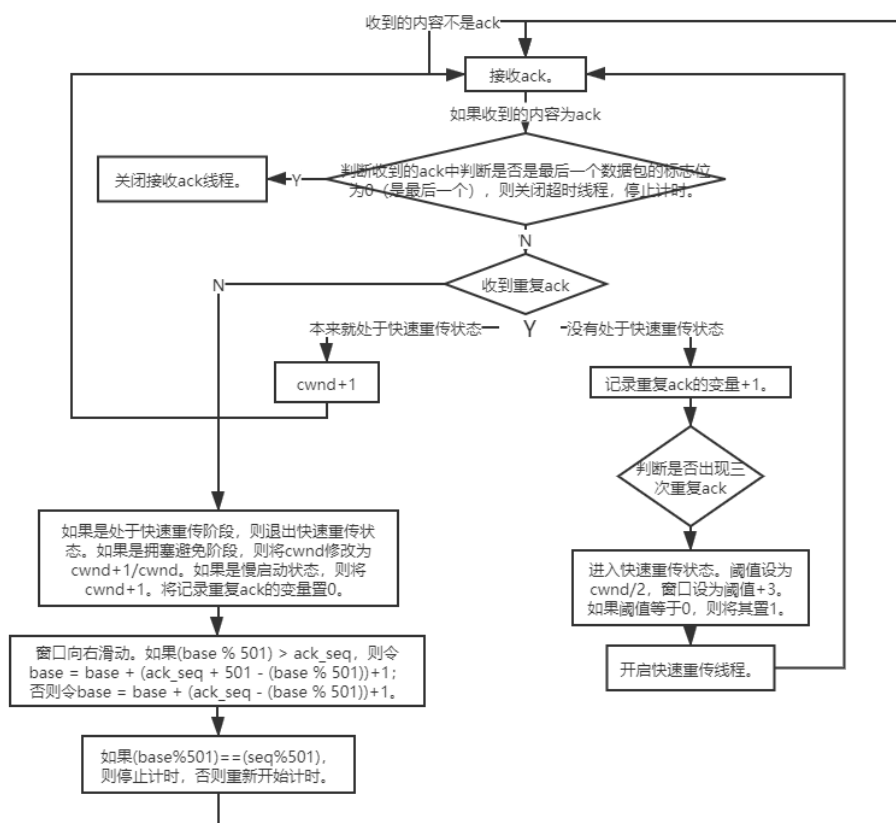 收到的内容不是ack
接收ack。
如果收到的内容为ack
判断收到的ack中判断是否是最后一个数据包的标志位
为0（是最后一个），则关闭超时线程，停止计时。
Y
关闭接收ack线程。
N
收到重复ack
N
Y
本来就处于快速重传状态
没有处于快速重传状态
cwnd+1
记录重复ack的变量+1。
判断是否出现三
次重复ack
如果是处于快速重传阶段，则退出快速重传状
态。如果是拥塞避免阶段，则将cwnd修改为
cwnd+1/cwnd。如果是慢启动状态，则将
cwnd+1。将记录重复ack的变量置0。
进入快速重传状态。阈值设为
cwnd/2，窗口设为阈值+3。
如果阈值等于0，则将其置1。
窗口向右滑动。如果(base % 501) > ack_seq，则令
base = base + (ack_seq + 501 - (base % 501))+1;
否则令base = base + (ack_seq - (base % 501))+1。
开启快速重传线程。
如果(base%501)==(seq%501)，
则停止计时，否则重新开始计时。